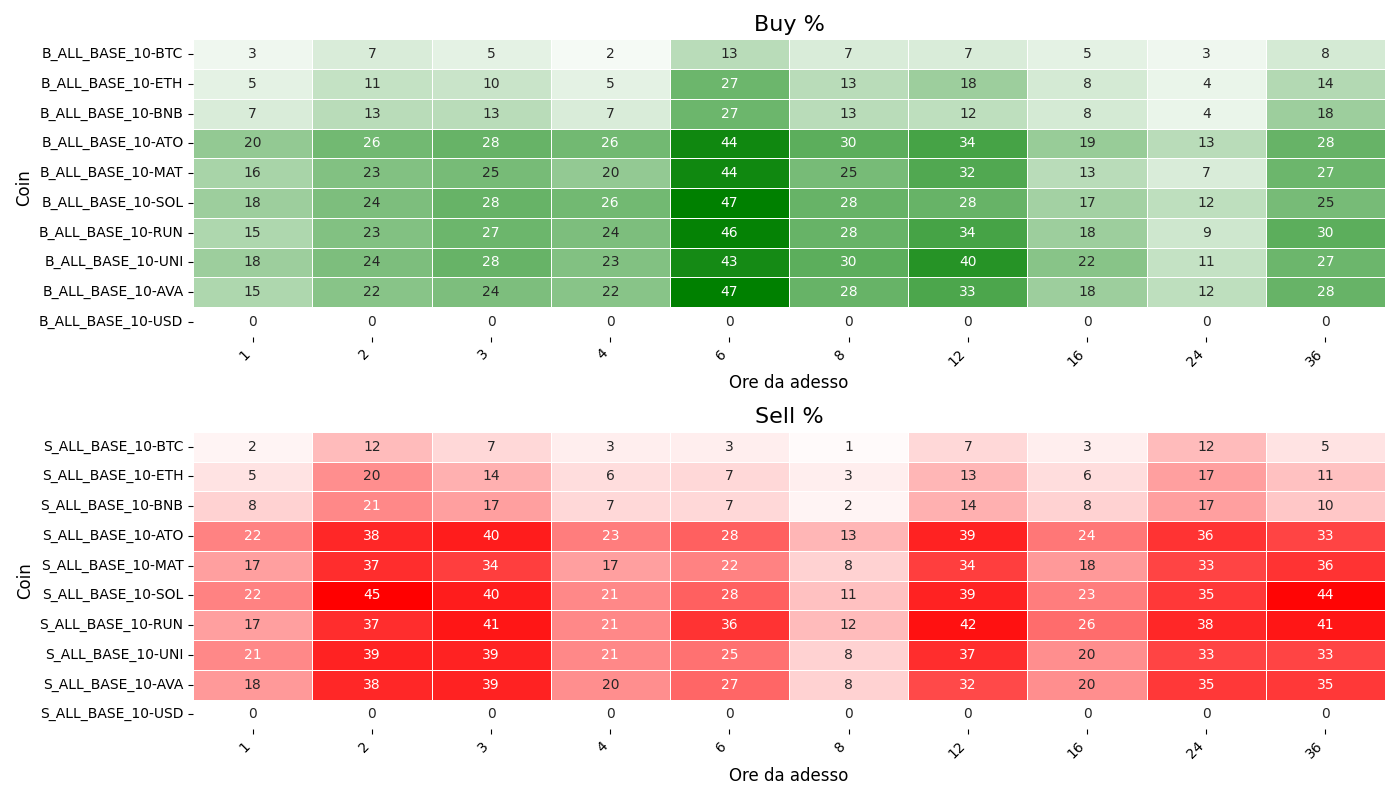 Buy %
Coin
B_ALL_BASE_10-BTC 3 7 5 2 13 7 7 5 3 8
B_ALL_BASE_10-ETH 5 11 10 5 27 13 18 8 4 14
B_ALL_BASE_10-BNB 7 13 13 7 27 13 12 8 4 18
B_ALL_BASE_10-ATO 20 26 28 26 44 30 34 19 13 28
B_ALL_BASE_10-MAT 16 23 25 20 44 25 32 13 7 27
B_ALL_BASE_10-SOL 18 24 28 26 47 28 28 17 12 25
B_ALL_BASE_10-RUN 15 23 27 24 46 28 34 18 9 30
B_ALL_BASE_10-UNI 18 24 28 23 43 30 40 22 11 27
B_ALL_BASE_10-AVA 15 22 24 22 47 28 33 18 12 28
B_ALL_BASE_10-USD 0 0 0 0 0 0 0 0 0 0
1 2 3 4 6 8 12 16 24 36
Ore da adesso
Sell %
Coin
S_ALL_BASE_10-BTC 2 12 7 3 3 1 7 3 12 5
S_ALL_BASE_10-ETH 5 20 14 6 7 3 13 6 17 11
S_ALL_BASE_10-BNB 8 21 17 7 7 2 14 8 17 10
S_ALL_BASE_10-ATO 22 38 40 23 28 13 39 24 36 33
S_ALL_BASE_10-MAT 17 37 34 17 22 8 34 18 33 36
S_ALL_BASE_10-SOL 22 45 40 21 28 11 39 23 35 44
S_ALL_BASE_10-RUN 17 37 41 21 36 12 42 26 38 41
S_ALL_BASE_10-UNI 21 39 39 21 25 8 37 20 33 33
S_ALL_BASE_10-AVA 18 38 39 20 27 8 32 20 35 35
S_ALL_BASE_10-USD 0 0 0 0 0 0 0 0 0 0
1 2 3 4 6 8 12 16 24 36
Ore da adesso